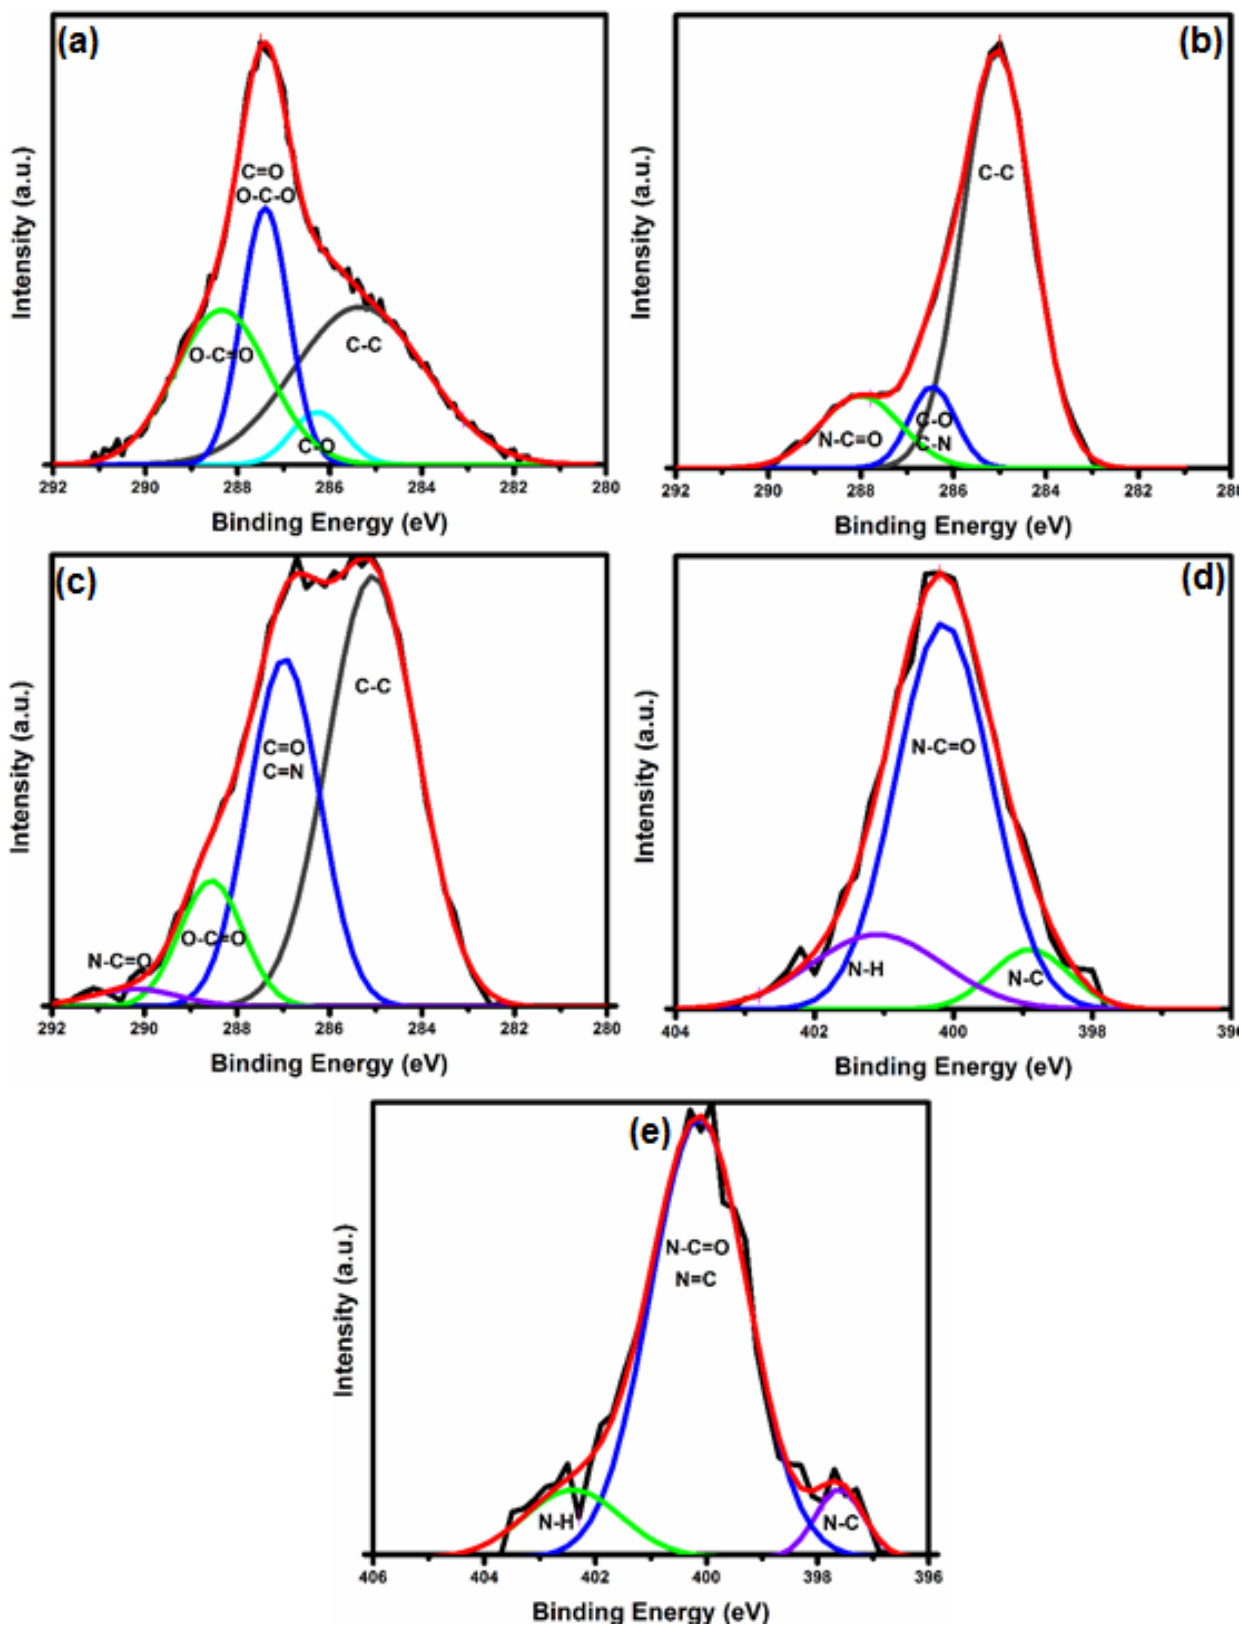 (a)
Intensity (a.u.)
C=O
O-C-O
O-C=O
C-C
C-O
292 290 288 286 284 282 280
Binding Energy (eV)
(b)
Intensity (a.u.)
C-C
C-O
N-C=O
C-N
292 290 288 286 284 282 28
Binding Energy (eV)
(c)
Intensity (a.u.)
C-C
C=O
C=N
O-C=O
N-C=O
292 290 288 286 284 282 280
Binding Energy (eV)
(d)
Intensity (a.u.)
N-C=O
N-H
N-C
404 402 400 398 396
Binding Energy (eV)
(e)
Intensity (a.u.)
N-C=O
N=C
N-H
N-C
406 404 402 400 398 396
Binding Energy (eV)